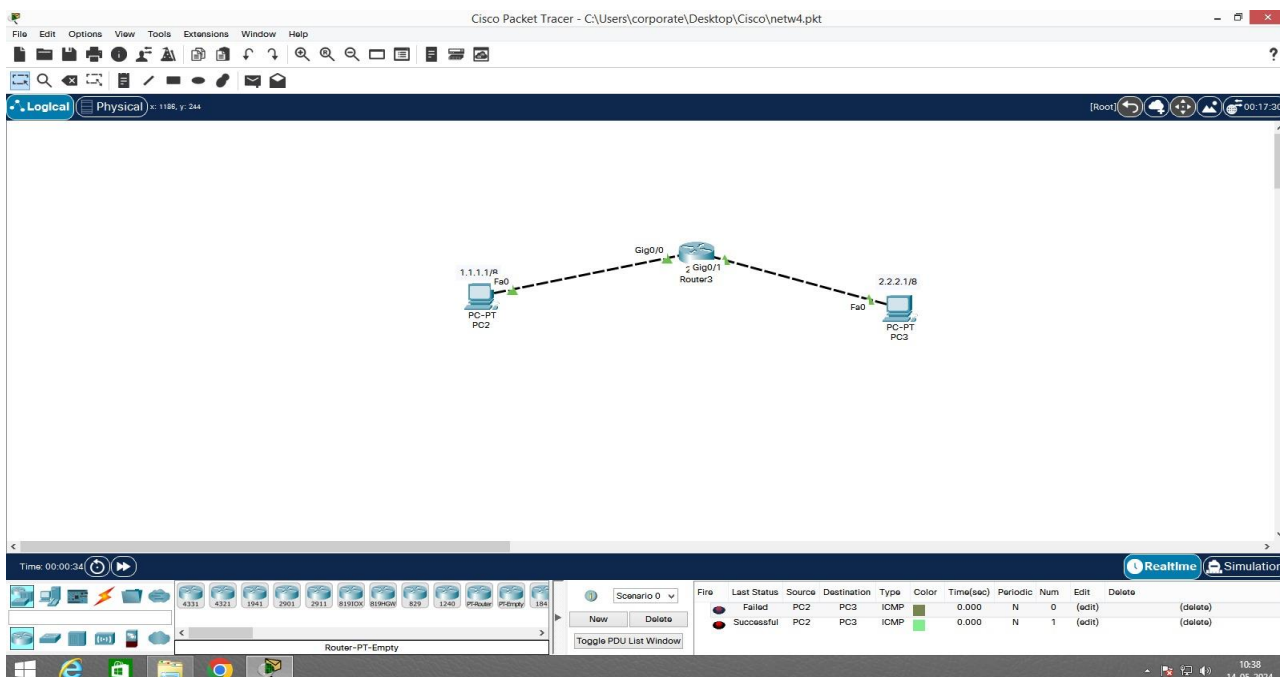 Cisco Packet Tracer - C:\Users\corporate\Desktop\Cisco\netw4.pkt
File Edit Options View Tools Extensions Window Help
?
Logical Physical x: 1186, y: 244 [Root] 00:17:30
Gig0/0
Gig0/1
Router3
1.1.1.1/8
Fa0
PC-PT
PC2
2.2.2.1/8
Fa0
PC-PT
PC3
Time: 00:00:34 Realtime Simulation
4331 4321 1941 2901 2911 819IOX 819HGW 829 1240 PT-Router PT-Empty 184
Router-PT-Empty
Scenario 0
New Delete
Toggle PDU List Window
Fire Last Status Source Destination Type Color Time(sec) Periodic Num Edit Delete
Failed PC2 PC3 ICMP 0.000 N 0 (edit) (delete)
Successful PC2 PC3 ICMP 0.000 N 1 (edit) (delete)
10:38
14-05-2024